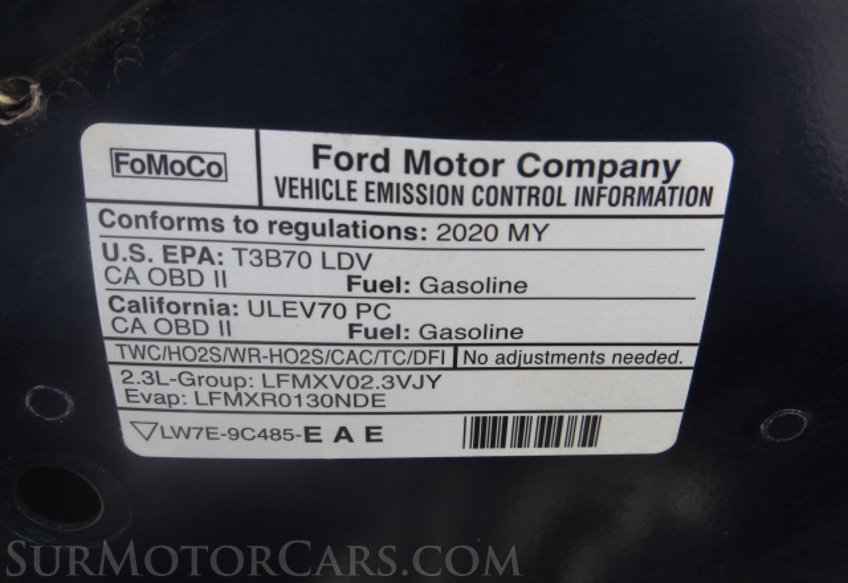 FoMoCo
Ford Motor Company
VEHICLE EMISSION CONTROL INFORMATION
Conforms to regulations: 2020 MY
U.S. EPA: T3B70 LDV
CA OBD II Fuel: Gasoline
California: ULEV70 PC
CA OBD II Fuel: Gasoline
TWC/HO2S/WR-HO2S/CAC/TC/DFI No adjustments needed.
2.3L-Group: LFMXV02.3VJY
Evap: LFMXR0130NDE
LW7E-9C485-E A E
SURMOTORCARS.COM